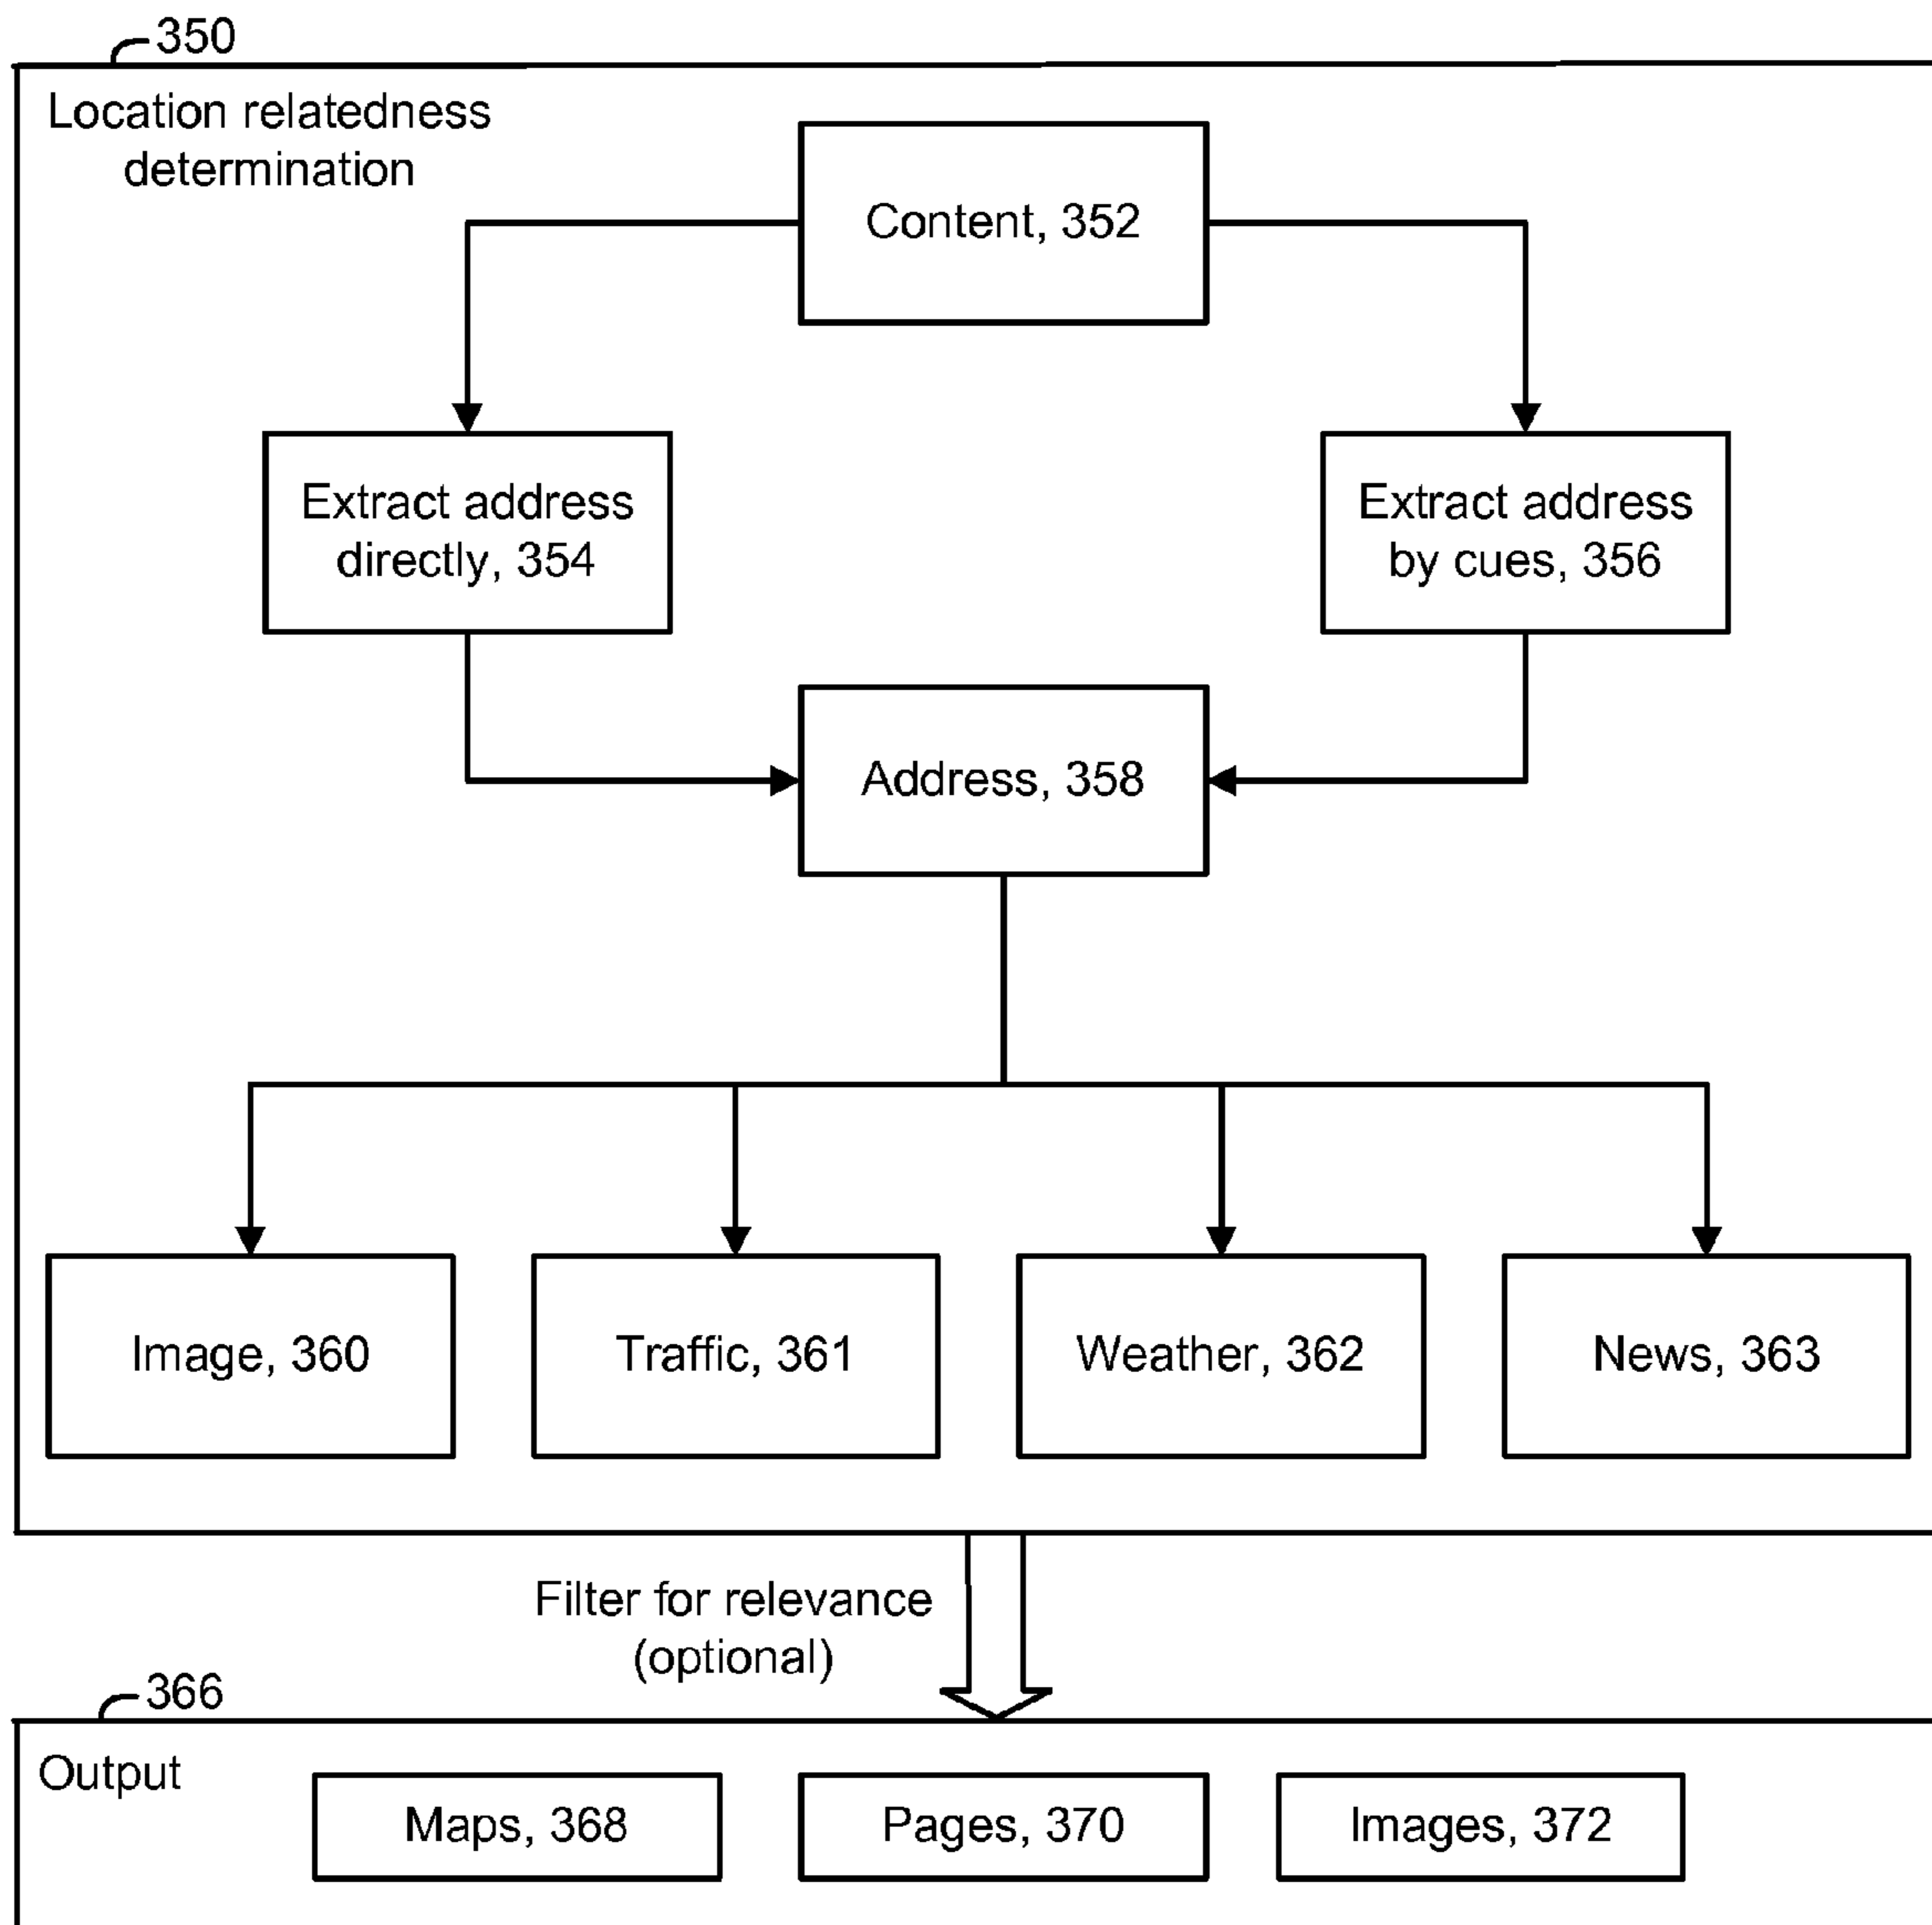 350
Location relatedness
determination
Content, 352
Extract address
directly, 354
Extract address
by cues, 356
Address, 358
Image, 360
Traffic, 361
Weather, 362
News, 363
Filter for relevance
(optional)
366
Output
Maps, 368
Pages, 370
Images, 372